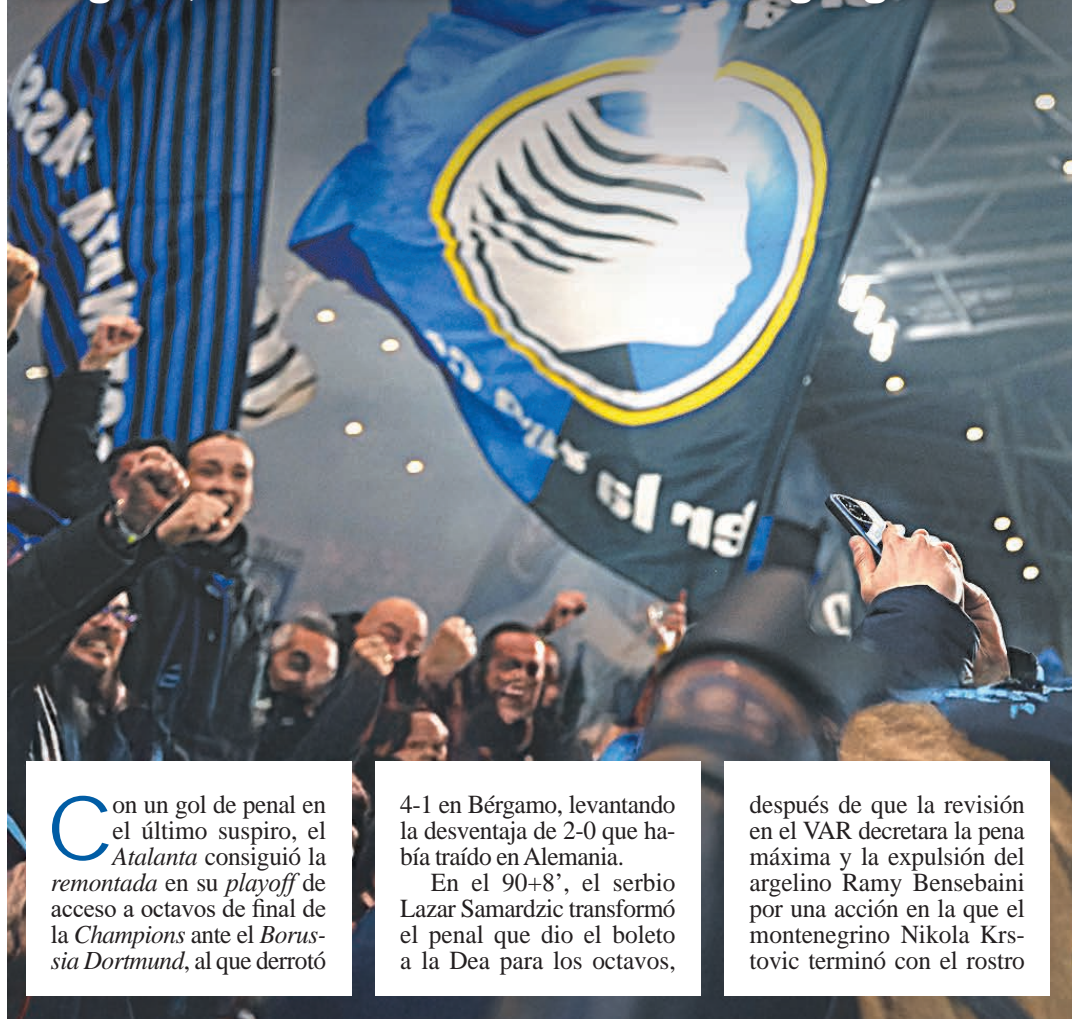 Con un gol de penal en
el último suspiro, el
Atalanta consiguió la
remontada en su playoff de
acceso a octavos de final de
la Champions ante el Borus-
sia Dortmund, al que derrotó
4-1 en Bérgamo, levantando
la desventaja de 2-0 que ha-
bía traído en Alemania.
En el 90+8’, el serbio
Lazar Samardzic transformó
el penal que dio el boleto
a la Dea para los octavos,
después de que la revisión
en el VAR decretara la pena
máxima y la expulsión del
argelino Ramy Bensebaini
por una acción en la que el
montenegrino Nikola Krs-
tovic terminó con el rostro